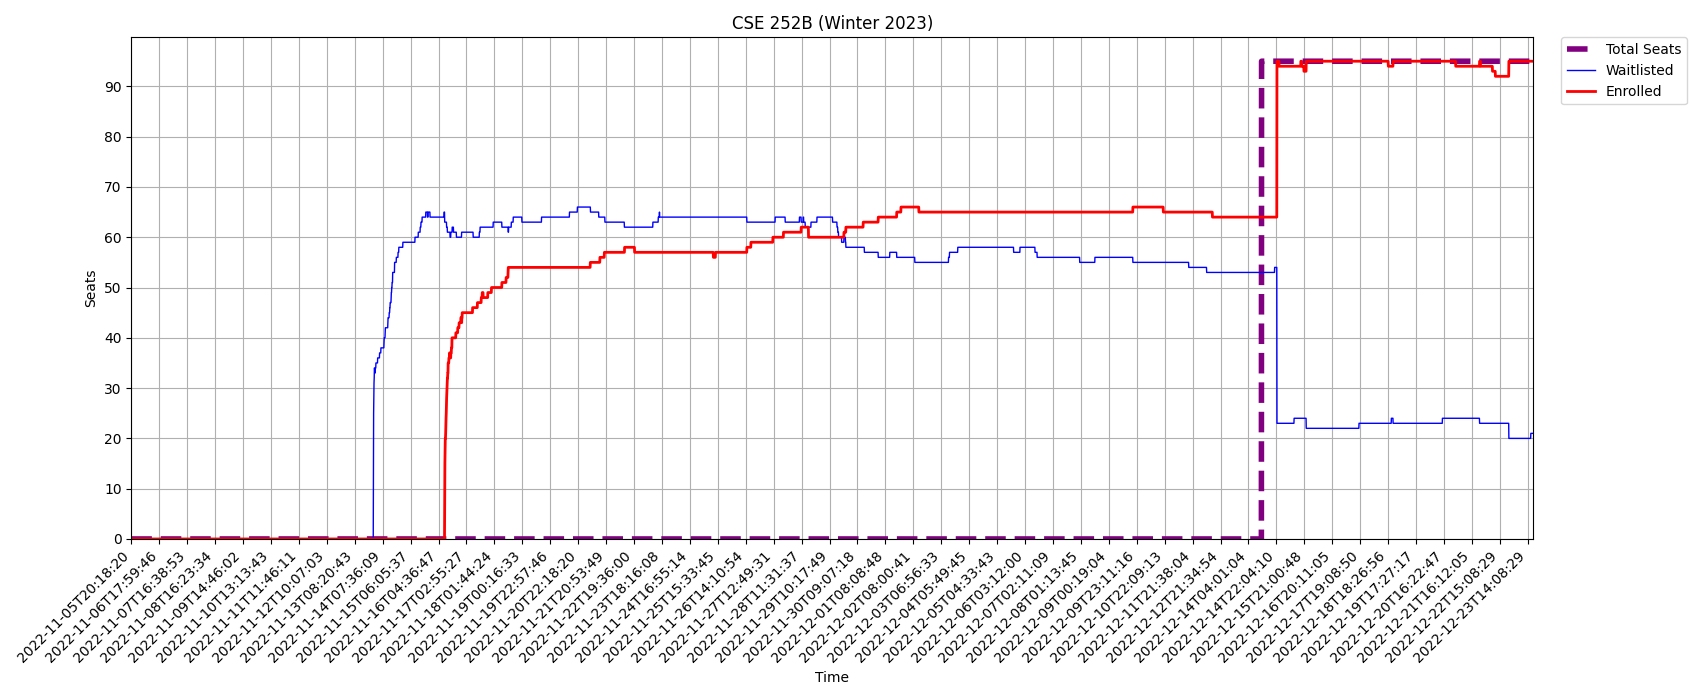 CSE 252B (Winter 2023)
Total Seats
Waitlisted
Enrolled
Seats
90
80
70
60
50
40
30
20
10
0
2022-11-05T20:18:20
2022-11-06T17:59:46
2022-11-07T16:38:53
2022-11-08T16:23:34
2022-11-09T14:46:02
2022-11-10T13:13:43
2022-11-11T11:46:11
2022-11-12T10:07:03
2022-11-13T08:20:43
2022-11-14T07:36:09
2022-11-15T06:05:37
2022-11-16T04:36:47
2022-11-17T02:55:27
2022-11-18T01:44:24
2022-11-19T00:16:33
2022-11-19T22:57:46
2022-11-20T22:18:20
2022-11-21T20:53:49
2022-11-22T19:36:00
2022-11-23T18:16:08
2022-11-24T16:55:14
2022-11-25T15:33:45
2022-11-26T14:10:54
2022-11-27T12:49:31
2022-11-28T11:31:37
2022-11-29T10:17:49
2022-11-30T09:07:18
2022-12-01T08:08:48
2022-12-02T08:00:41
2022-12-03T06:56:33
2022-12-04T05:49:45
2022-12-05T04:33:43
2022-12-06T03:12:00
2022-12-07T02:11:09
2022-12-08T01:13:45
2022-12-09T00:19:04
2022-12-09T23:11:16
2022-12-10T22:09:13
2022-12-11T21:38:04
2022-12-12T21:34:54
2022-12-14T04:01:04
2022-12-14T22:04:10
2022-12-15T21:00:48
2022-12-16T20:11:05
2022-12-17T19:08:50
2022-12-18T18:26:56
2022-12-19T17:27:17
2022-12-20T16:22:47
2022-12-21T16:12:05
2022-12-22T15:08:29
2022-12-23T14:08:29
Time